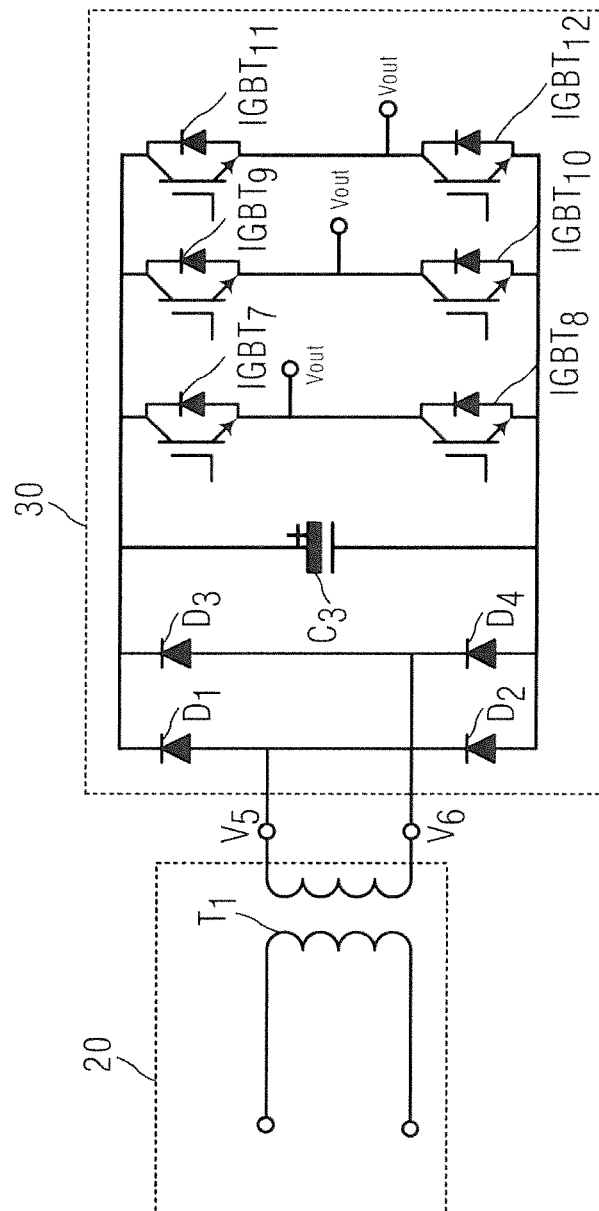 20
30
T1
V5
V6
D1
D3
D2
D4
+
C3
IGBT7
IGBT9
IGBT11
Vout
Vout
Vout
IGBT8
IGBT10
IGBT12